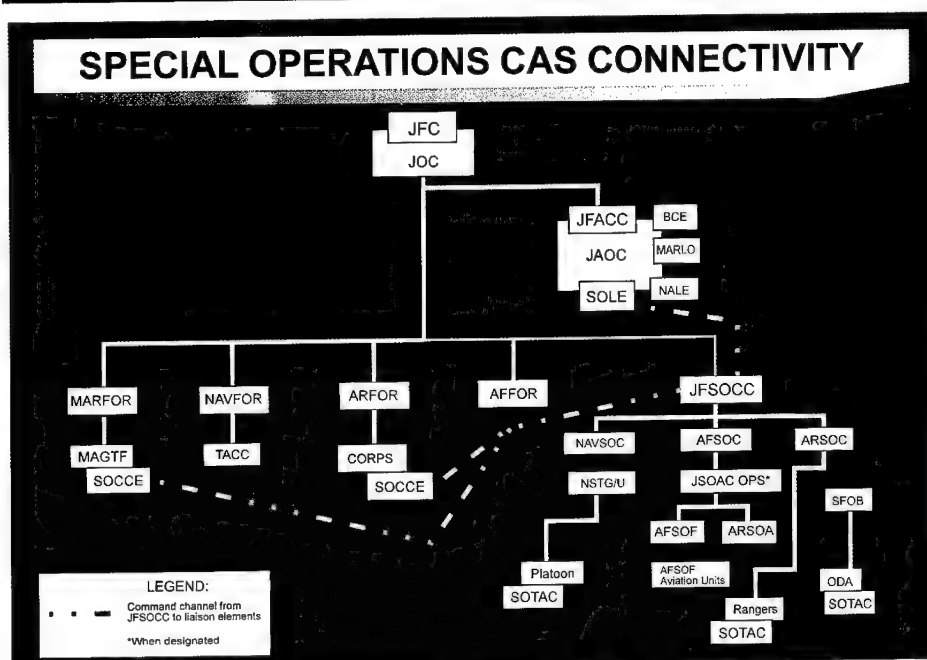 SPECIAL OPERATIONS CAS CONNECTIVITY
JFC
JOC
JFACC
BCE
JAOC
MARLO
SOLE
NALE
MARFOR
NAVFOR
ARFOR
AFFOR
JFSOCC
MAGTF
SOCCE
TACC
CORPS
SOCCE
NAVSOC
AFSOC
ARSOC
NSTG/U
JSOAC OPS*
SFOB
AFSOF
ARSOA
Platoon
SOTAC
AFSOF
Aviation Units
Rangers
SOTAC
ODA
SOTAC
LEGEND:
Command channel from
JFSOCC to liaison elements
*When designated